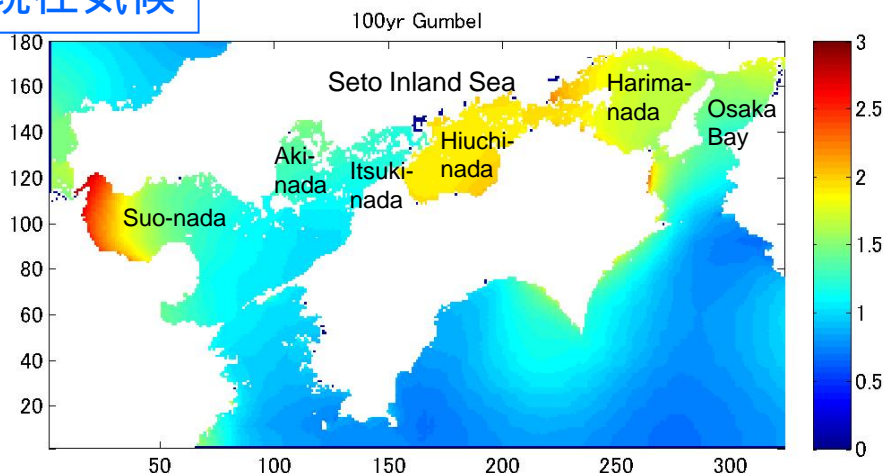 現在気候
100yr Gumbel
180
160
140
120
100
80
60
40
20
50
100
150
200
250
300
Seto Inland Sea
Harima-
nada
Osaka
Bay
Hiuchi-
nada
Aki-
nada
Itsuki-
nada
Suo-nada
3
2.5
2
1.5
1
0.5
0